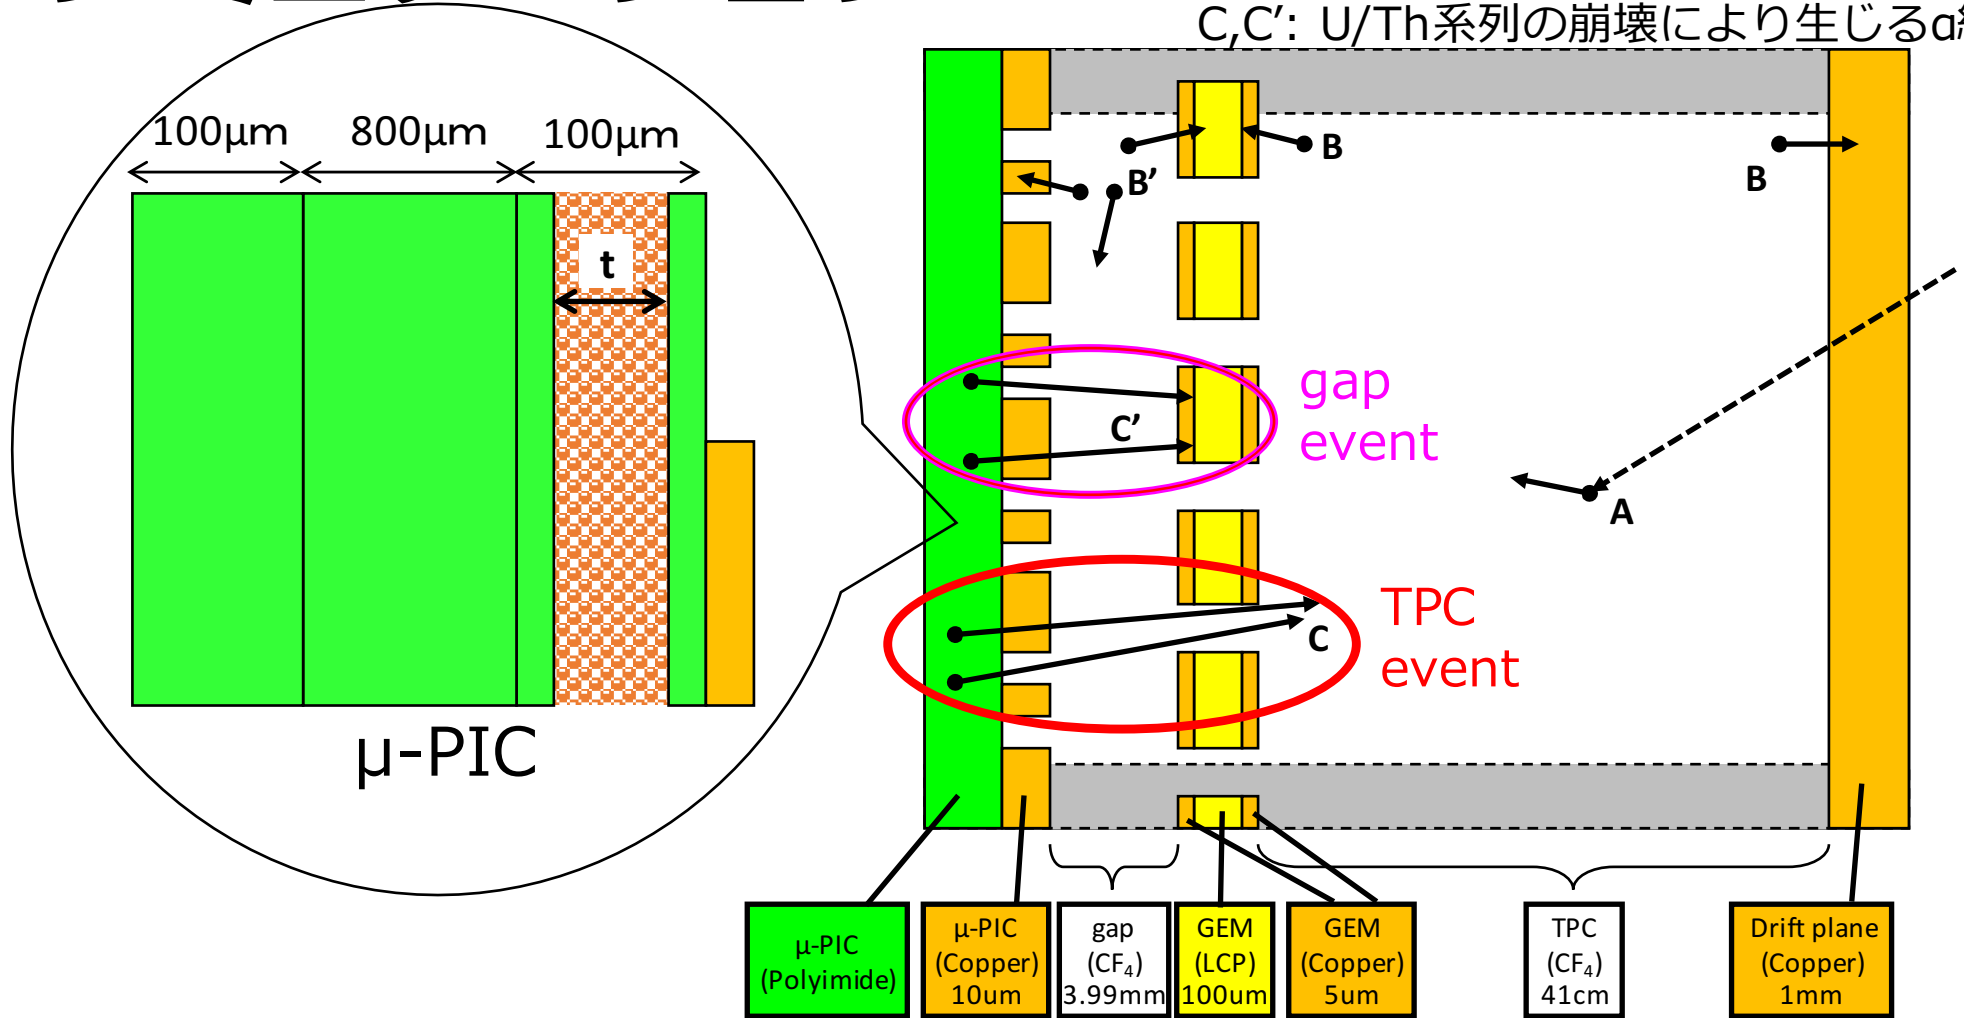 C,C’: U/Th系列の崩壊により生じるα
100μm 800μm 100μm
t
μ-PIC
B
B’
B
gap
event
C’
A
TPC
event
C
μ-PIC
(Polyimide)
μ-PIC
(Copper)
10um
gap
(CF₄)
3.99mm
GEM
(LCP)
100um
GEM
(Copper)
5um
TPC
(CF₄)
41cm
Drift plane
(Copper)
1mm